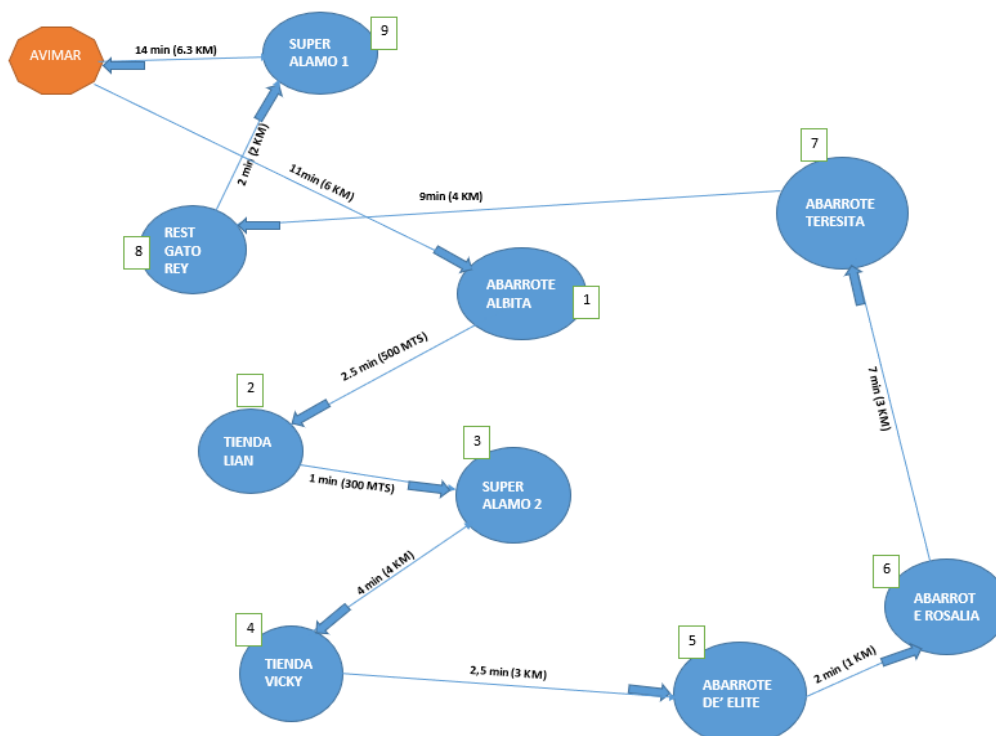 AVIMAR
14 min (6.3 KM)
SUPER
ALAMO 1
9
2 min (2 KM)
11min (6 KM)
9min (4 KM)
7
ABARROTE
TERESITA
REST
GATO
REY
8
ABARROTE
ALBITA
1
2.5 min (500 MTS)
2
TIENDA
LIAN
1 min (300 MTS)
3
SUPER
ALAMO 2
7 min (3 KM)
4 min (4 KM)
6
ABARROT
E ROSALIA
4
TIENDA
VICKY
2,5 min (3 KM)
5
ABARROTE
DE’ ELITE
2 min (1 KM)